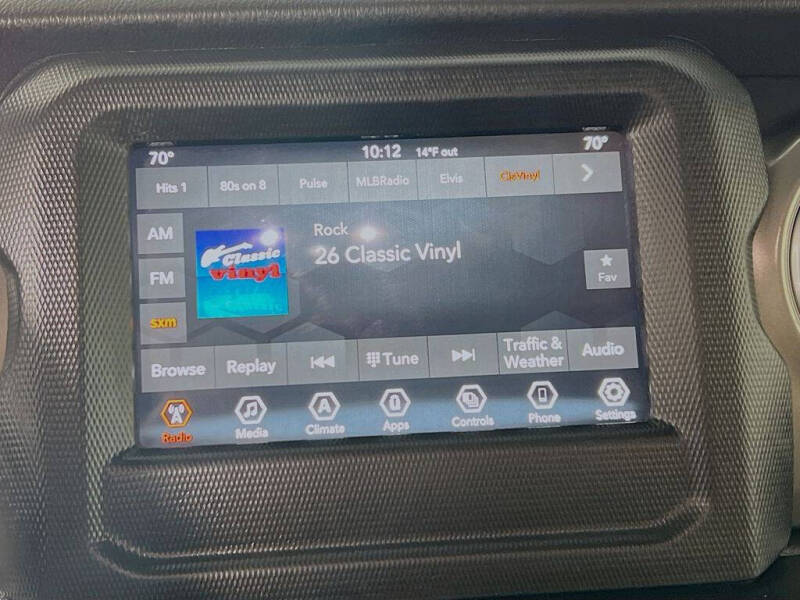 70° 10:12 14°F out 70°
Hits 1 80s on 8 Pulse MLBRadio Elvis ClsVinyl
AM
Rock
26 Classic Vinyl
Classic
vinyl
FM
Fav
sxm
Browse Replay Tune Traffic & Weather Audio
A
Radio Media Climate Apps Controls Phone Settings